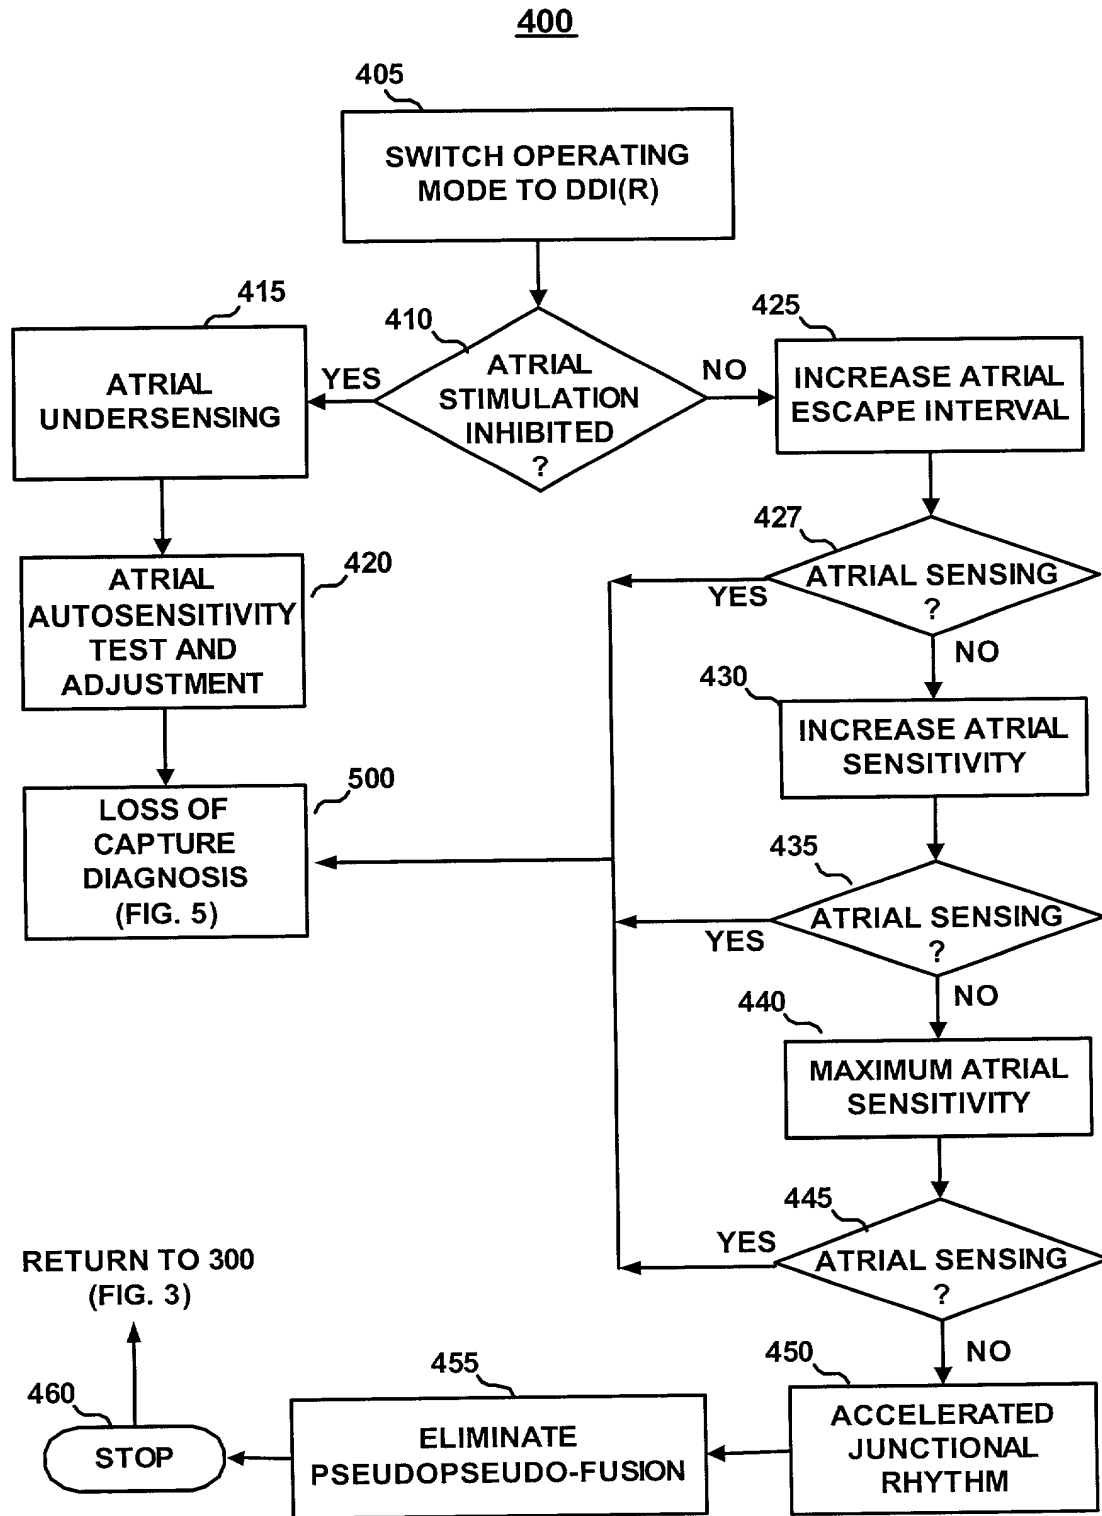 400
405
SWITCH OPERATING
MODE TO DDI(R)
415
ATRIAL
UNDERSENSING
YES
410
ATRIAL
STIMULATION
INHIBITED
?
NO
425
INCREASE ATRIAL
ESCAPE INTERVAL
420
ATRIAL
AUTOSENSITIVITY
TEST AND
ADJUSTMENT
427
ATRIAL SENSING
?
YES
NO
430
INCREASE ATRIAL
SENSITIVITY
500
LOSS OF
CAPTURE
DIAGNOSIS
(FIG. 5)
435
ATRIAL SENSING
?
YES
NO
440
MAXIMUM ATRIAL
SENSITIVITY
445
ATRIAL SENSING
?
YES
NO
450
ACCELERATED
JUNCTIONAL
RHYTHM
455
ELIMINATE
PSEUDOPSEUDO-FUSION
460
STOP
RETURN TO 300
(FIG. 3)